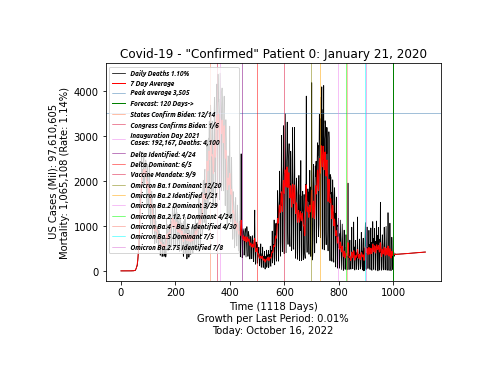 Covid-19 - "Confirmed" Patient 0: January 21, 2020
US Cases (Mil): 97,610,605
Mortality: 1,065,108 (Rate: 1.14%)
4000
3000
2000
1000
0
Daily Deaths 1.10%
7 Day Average
Peak average 3,505
Forecast: 120 Days->
States Confirm Biden: 12/14
Congress Confirms Biden: 1/6
Inauguration Day 2021
Cases: 192,167, Deaths: 4,100
Delta Identified: 4/24
Delta Dominant: 6/5
Vaccine Mandate: 9/9
Omicron Ba.1 Dominant 12/20
Omicron Ba.2 Identified 1/21
Omicron Ba.2 Dominant 3/29
Omicron Ba.2.12.1 Dominant 4/24
Omicron Ba.4 - Ba.5 Identified 4/30
Omicron Ba.5 Dominant 7/5
Omicron Ba.2.75 Identified 7/8
0 200 400 600 800 1000
Time (1118 Days)
Growth per Last Period: 0.01%
Today: October 16, 2022